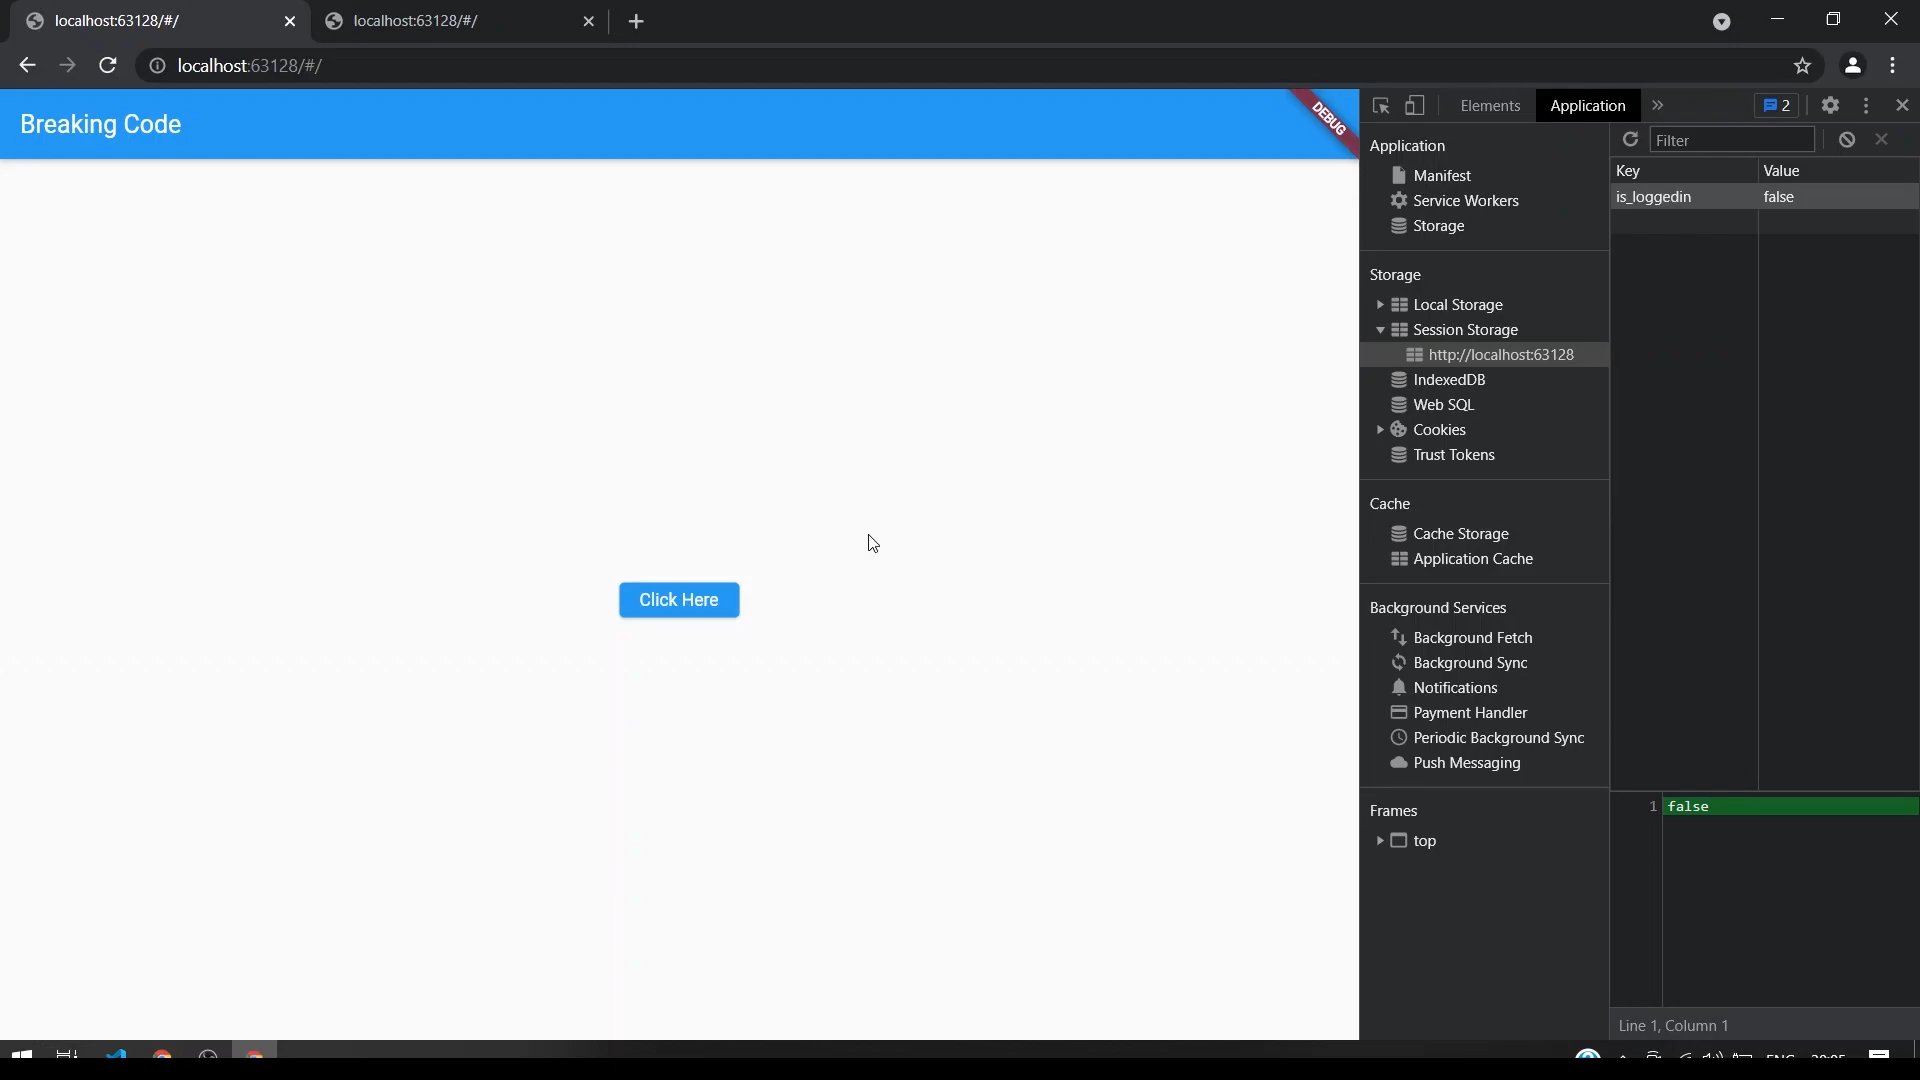 localhost:63128/#/
localhost:63128/#/
localhost:63128/#/
Breaking Code
DEBUG
Click Here
Elements
Application
2
Application
Manifest
Service Workers
Storage
Storage
Local Storage
Session Storage
http://localhost:63128
IndexedDB
Web SQL
Cookies
Trust Tokens
Cache
Cache Storage
Application Cache
Background Services
Background Fetch
Background Sync
Notifications
Payment Handler
Periodic Background Sync
Push Messaging
Frames
top
Filter
Key Value
is_loggedin false
1 false
Line 1, Column 1